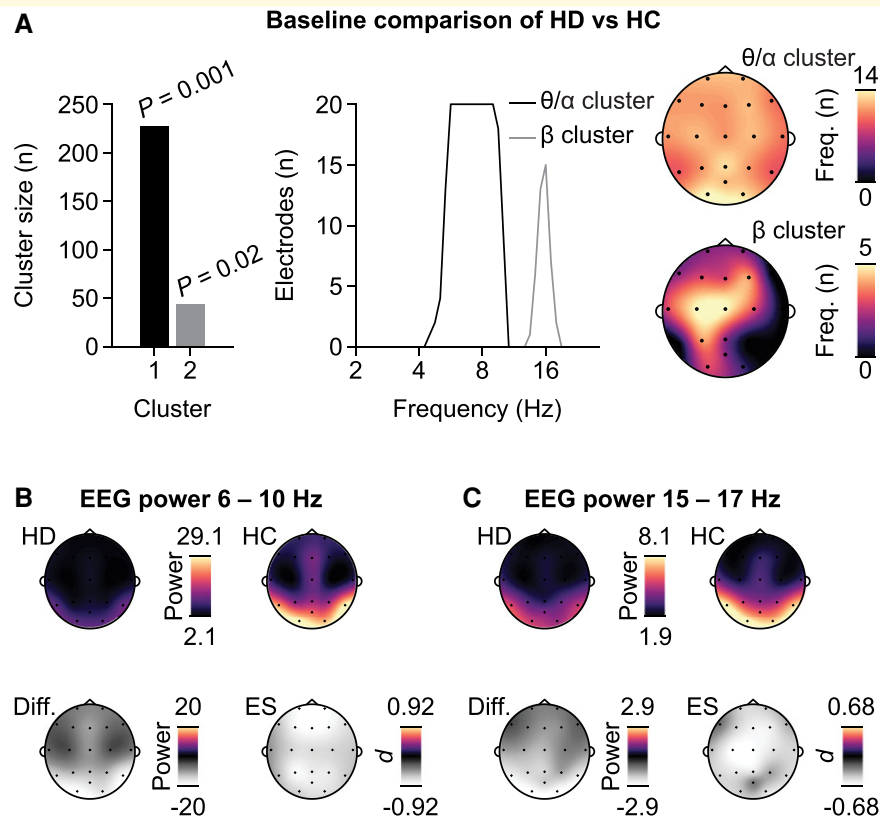 A
Baseline comparison of HD vs HC
Cluster size (n)
250
200
150
100
50
0
P = 0.001
P = 0.02
1 2
Cluster
Electrodes (n)
20
15
10
5
0
2 4 8 16
Frequency (Hz)
θ/α cluster
β cluster
θ/α cluster
14
Freq. (n)
0
β cluster
5
Freq. (n)
0
B
EEG power 6 – 10 Hz
HD
29.1
Power
2.1
HC
Diff.
20
Power
-20
ES
0.92
d
-0.92
C
EEG power 15 – 17 Hz
HD
8.1
Power
1.9
HC
Diff.
2.9
Power
-2.9
ES
0.68
d
-0.68